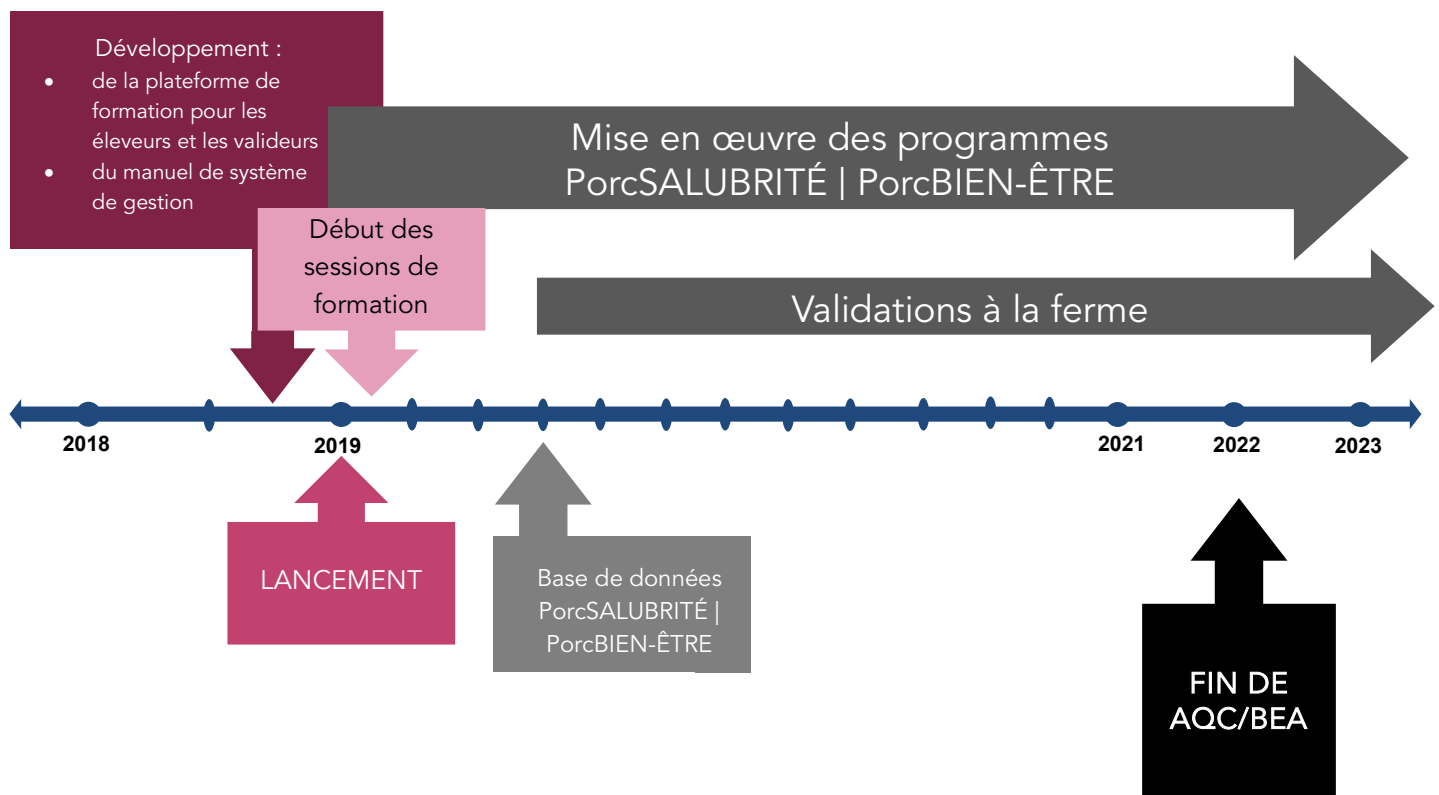 Développement :
• de la plateforme de
formation pour les
éleveurs et les valideurs
• du manuel de système
de gestion
Mise en œuvre des programmes
PorcSALUBRITÉ | PorcBIEN-ÊTRE
Début des
sessions de
formation
Validations à la ferme
2018
2019
2021
2022
2023
LANCEMENT
Base de données
PorcSALUBRITÉ |
PorcBIEN-ÊTRE
FIN DE
AQC/BEA